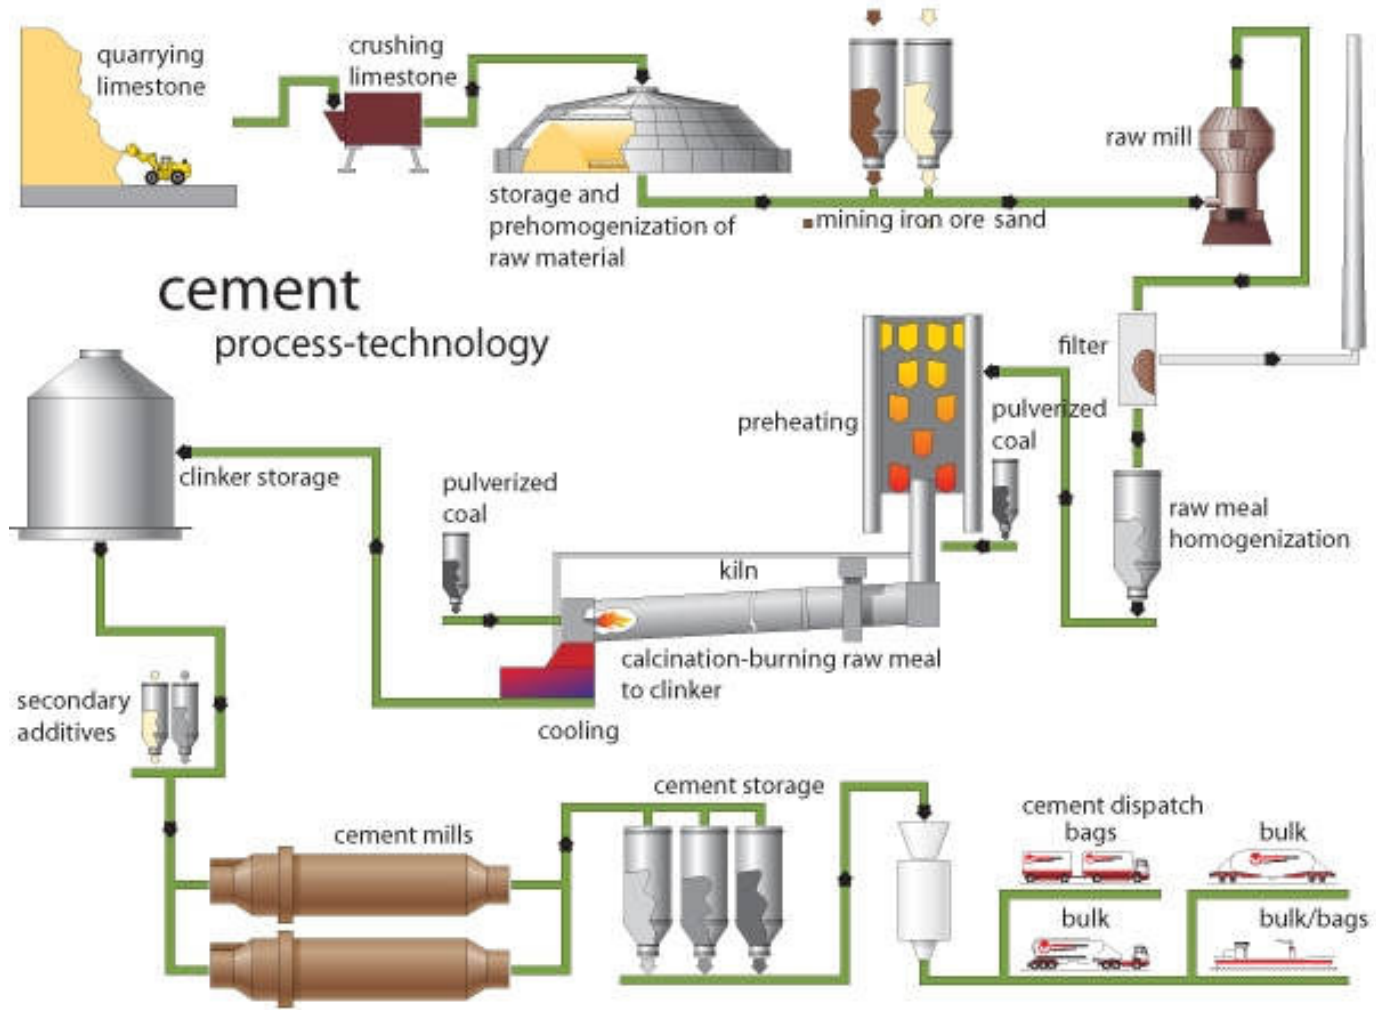 quarrying
limestone
crushing
limestone
storage and
prehomogenization of
raw material
mining iron ore sand
raw mill
cement
process-technology
filter
preheating
pulverized
coal
raw meal
homogenization
clinker storage
pulverized
coal
kiln
calcination-burning raw meal
to clinker
cooling
secondary
additives
cement mills
cement storage
cement dispatch
bags
bulk
bulk
bulk/bags